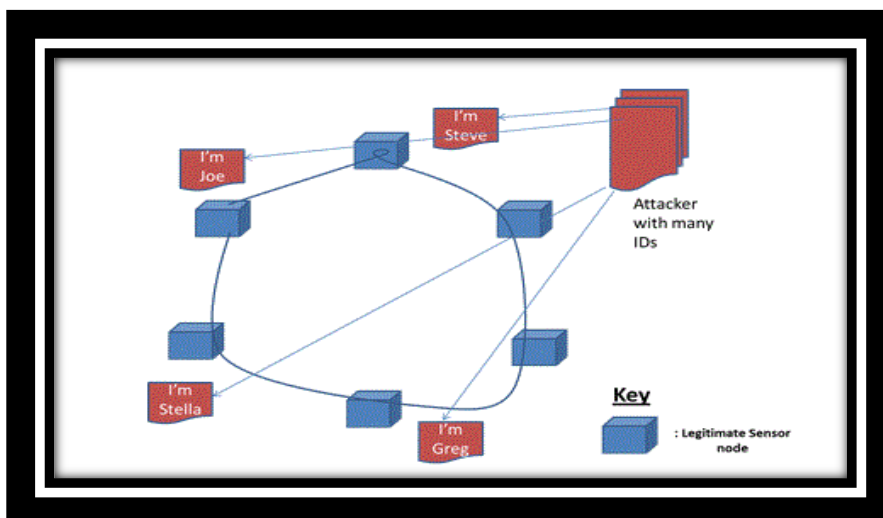 I'm
Steve
I'm
Joe
Attacker
with many
IDs
I'm
Stella
I'm
Greg
Key
: Legitimate Sensor
node